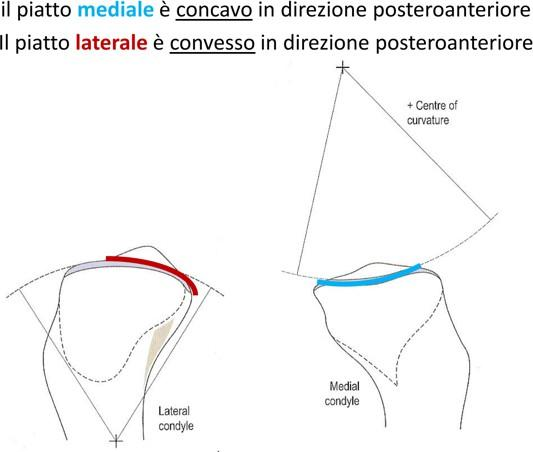 il piatto mediale è concavo in direzione posteroanteriore
Il piatto laterale è convesso in direzione posteroanteriore
+ Centre of
curvature
Lateral
condyle
Medial
condyle